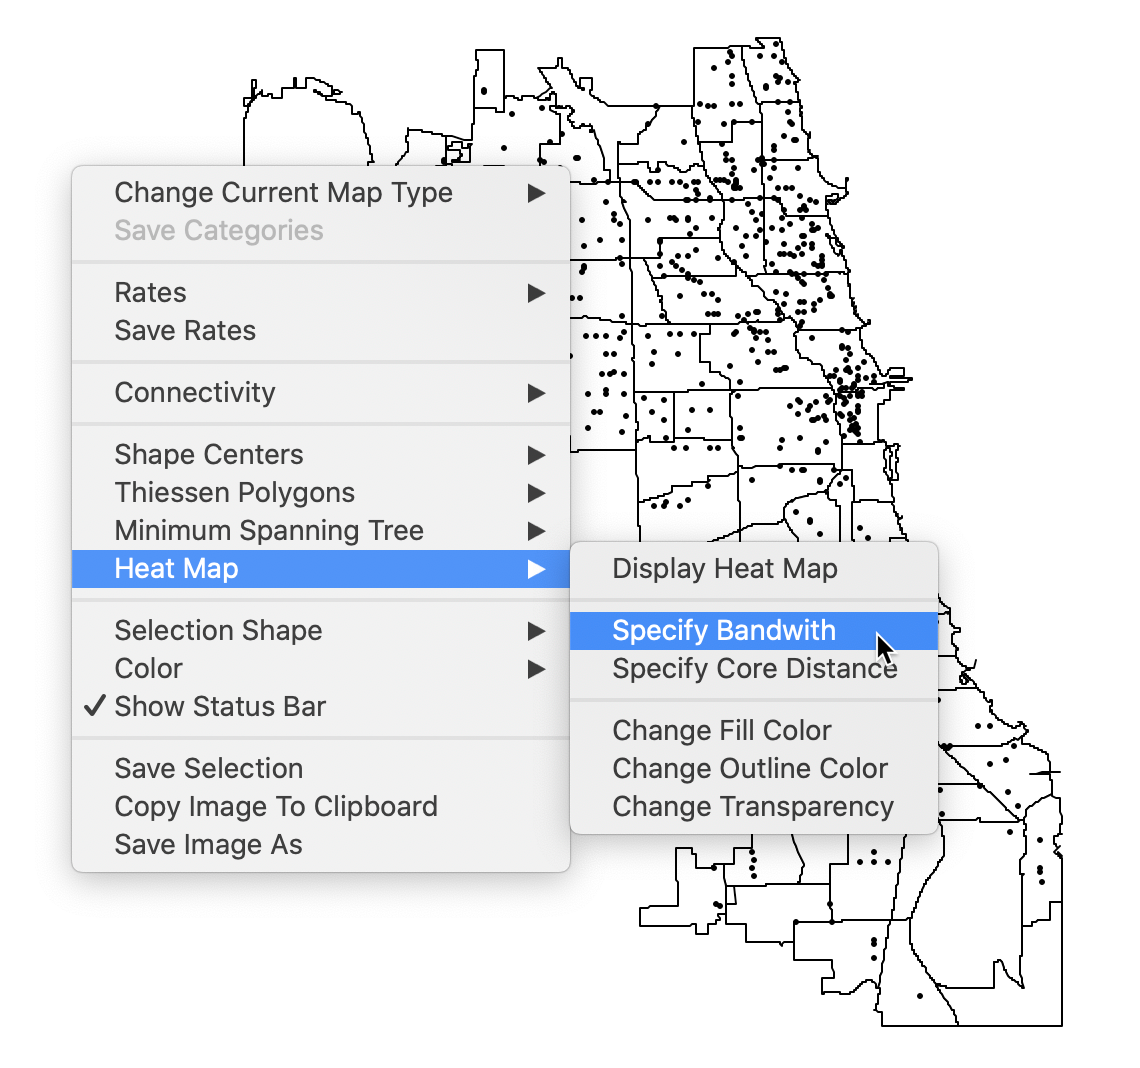 Change Current Map Type
Save Categories
Rates
Save Rates
Connectivity
Shape Centers
Thiessen Polygons
Minimum Spanning Tree
Heat Map
Selection Shape
Color
Show Status Bar
Save Selection
Copy Image To Clipboard
Save Image As
Display Heat Map
Specify Bandwith
Specify Core Distance
Change Fill Color
Change Outline Color
Change Transparency